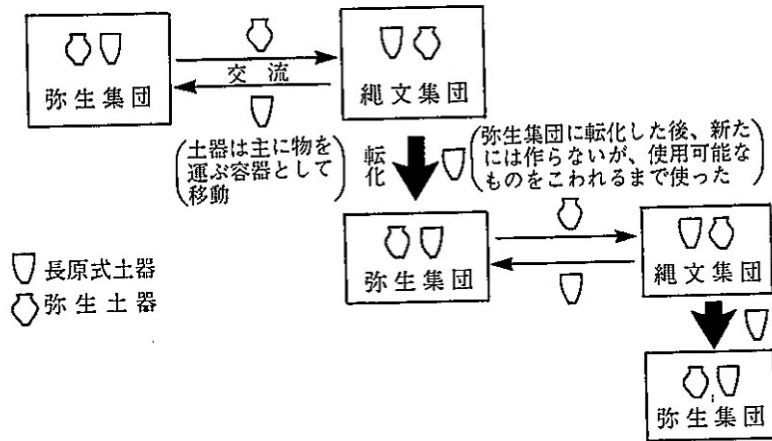 弥生集団
交流
縄文集団
(土器は主に物を
運ぶ容器として
移動)
転化
(弥生集団に転化した後、新た
には作らないが、使用可能な
ものをこわれるまで使った)
弥生集団
縄文集団
長原式土器
弥生土器
弥生集団